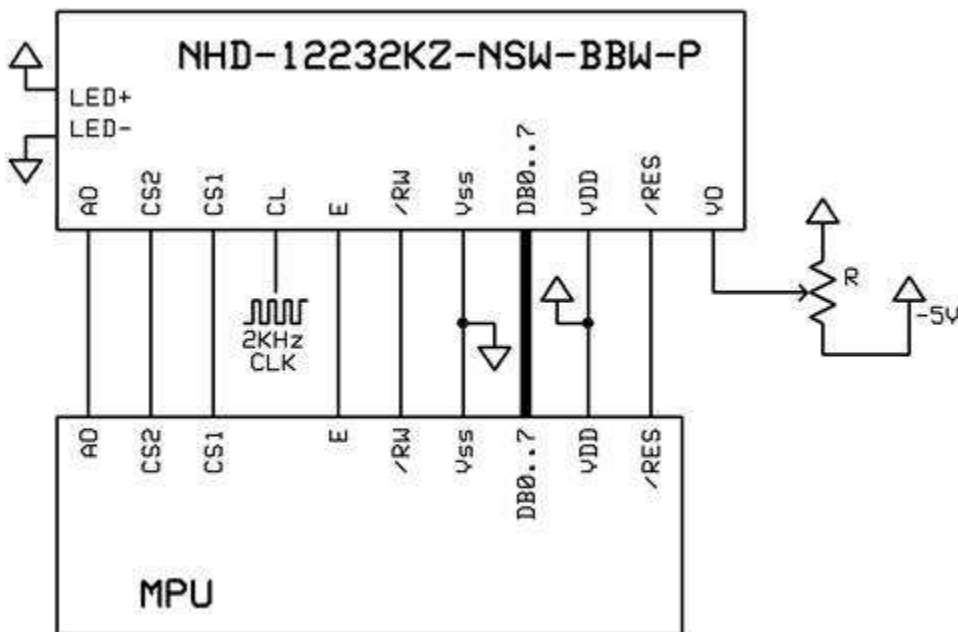 NHD-12232KZ-NSW-BBW-P
LED+
LED-
A0
CS2
CS1
CL
E
/RW
Vss
DB0..7
VDD
/RES
V0
R
-5V
2KHz
CLK
A0
CS2
CS1
E
/RW
Vss
DB0..7
VDD
/RES
MPU